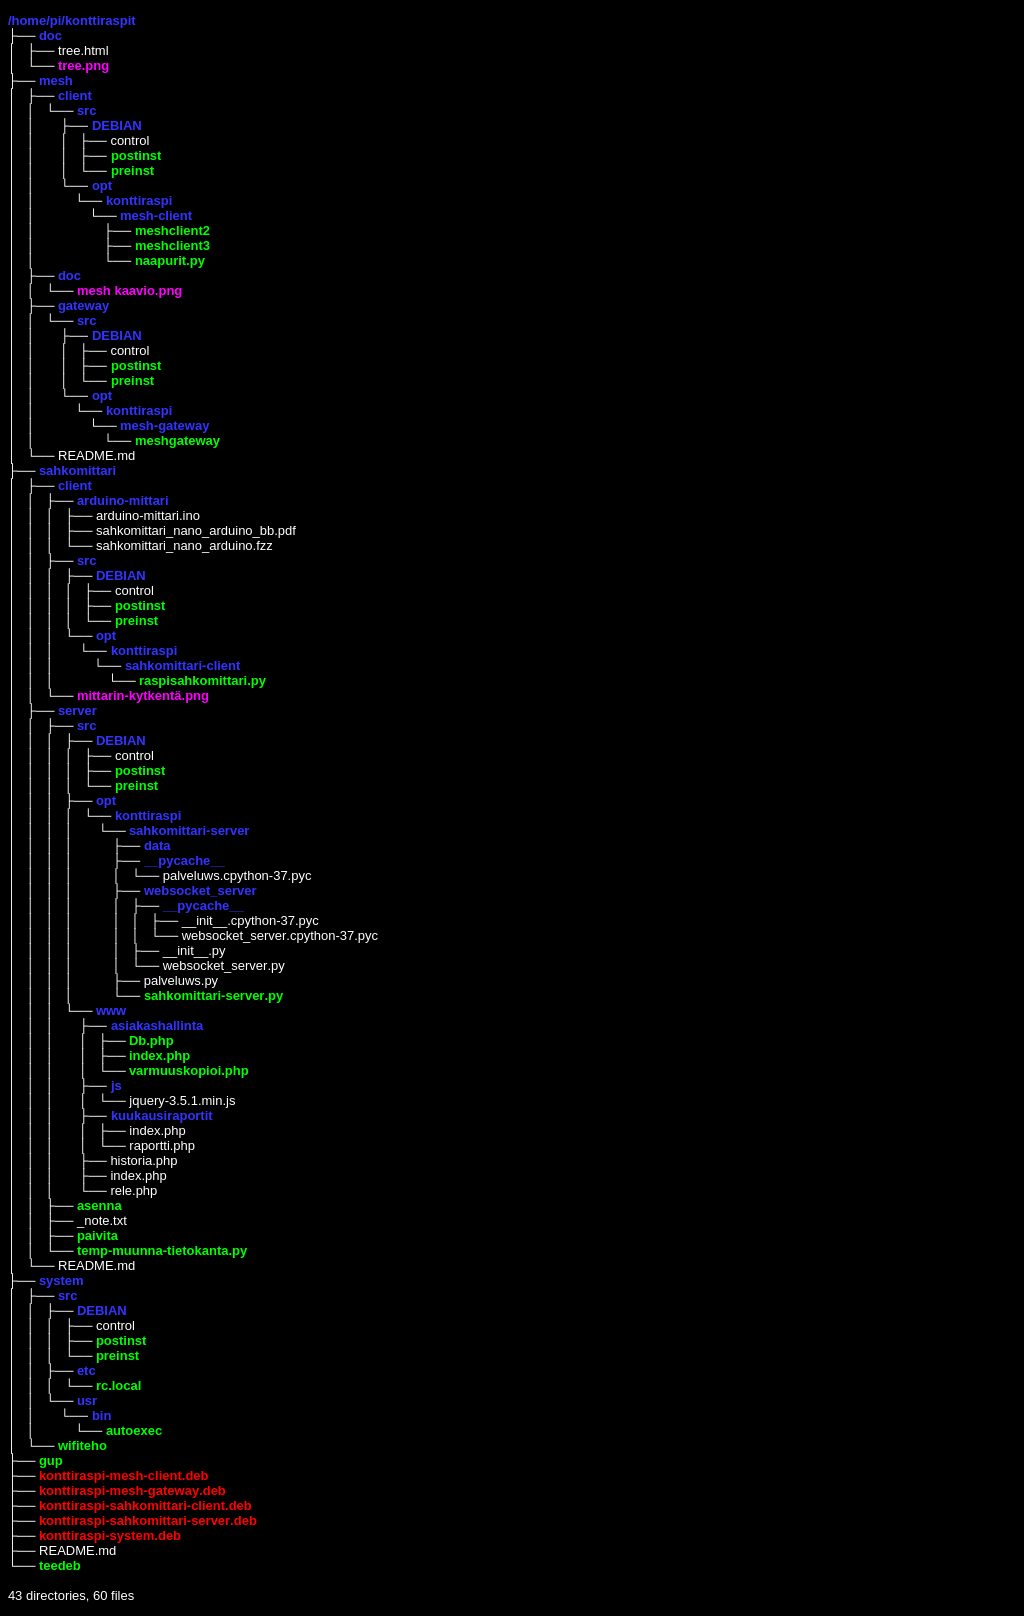 /home/pi/konttiraspit
├── doc
│   ├── tree.html
│   └── tree.png
├── mesh
│   ├── client
│   │   └── src
│   │       ├── DEBIAN
│   │       │   ├── control
│   │       │   ├── postinst
│   │       │   └── preinst
│   │       └── opt
│   │           └── konttiraspi
│   │               └── mesh-client
│   │                   ├── meshclient2
│   │                   ├── meshclient3
│   │                   └── naapurit.py
│   ├── doc
│   │   └── mesh kaavio.png
│   ├── gateway
│   │   └── src
│   │       ├── DEBIAN
│   │       │   ├── control
│   │       │   ├── postinst
│   │       │   └── preinst
│   │       └── opt
│   │           └── konttiraspi
│   │               └── mesh-gateway
│   │                   └── meshgateway
│   └── README.md
├── sahkomittari
│   ├── client
│   │   ├── arduino-mittari
│   │   │   ├── arduino-mittari.ino
│   │   │   ├── sahkomittari_nano_arduino_bb.pdf
│   │   │   └── sahkomittari_nano_arduino.fzz
│   │   ├── src
│   │   │   ├── DEBIAN
│   │   │   │   ├── control
│   │   │   │   ├── postinst
│   │   │   │   └── preinst
│   │   │   └── opt
│   │   │       └── konttiraspi
│   │   │           └── sahkomittari-client
│   │   │               └── raspisahkomittari.py
│   │   └── mittarin-kytkentä.png
│   ├── server
│   │   ├── src
│   │   │   ├── DEBIAN
│   │   │   │   ├── control
│   │   │   │   ├── postinst
│   │   │   │   └── preinst
│   │   │   ├── opt
│   │   │   │   └── konttiraspi
│   │   │   │       └── sahkomittari-server
│   │   │   │           ├── data
│   │   │   │           ├── __pycache__
│   │   │   │           │   └── palveluws.cpython-37.pyc
│   │   │   │           ├── websocket_server
│   │   │   │           │   ├── __pycache__
│   │   │   │           │   │   ├── __init__.cpython-37.pyc
│   │   │   │           │   │   └── websocket_server.cpython-37.pyc
│   │   │   │           │   ├── __init__.py
│   │   │   │           │   └── websocket_server.py
│   │   │   │           ├── palveluws.py
│   │   │   │           └── sahkomittari-server.py
│   │   │   └── www
│   │   │       ├── asiakashallinta
│   │   │       │   ├── Db.php
│   │   │       │   ├── index.php
│   │   │       │   └── varmuuskopioi.php
│   │   │       ├── js
│   │   │       │   └── jquery-3.5.1.min.js
│   │   │       ├── kuukausiraportit
│   │   │       │   ├── index.php
│   │   │       │   └── raportti.php
│   │   │       ├── historia.php
│   │   │       ├── index.php
│   │   │       └── rele.php
│   │   ├── asenna
│   │   ├── _note.txt
│   │   ├── paivita
│   │   └── temp-muunna-tietokanta.py
│   └── README.md
├── system
│   ├── src
│   │   ├── DEBIAN
│   │   │   ├── control
│   │   │   ├── postinst
│   │   │   └── preinst
│   │   ├── etc
│   │   │   └── rc.local
│   │   └── usr
│   │       └── bin
│   │           └── autoexec
│   └── wifiteho
├── gup
├── konttiraspi-mesh-client.deb
├── konttiraspi-mesh-gateway.deb
├── konttiraspi-sahkomittari-client.deb
├── konttiraspi-sahkomittari-server.deb
├── konttiraspi-system.deb
├── README.md
└── teedeb
43 directories, 60 files